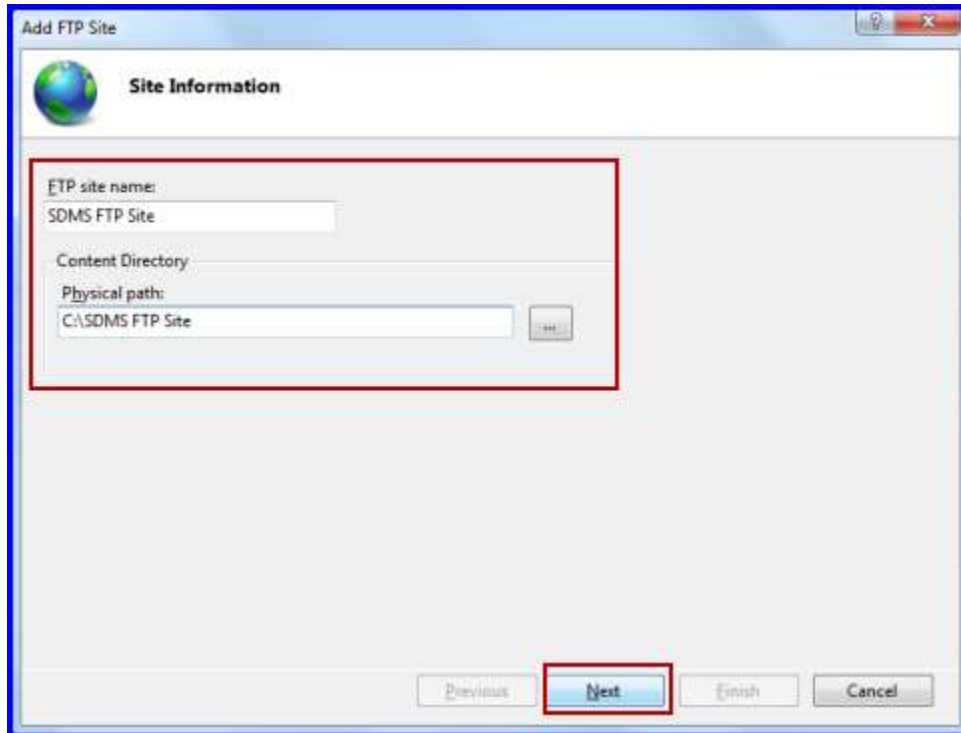 Add FTP Site
?
Site Information
FTP site name:
SDMS FTP Site
Content Directory
Physical path:
C:\SDMS FTP Site
...
Previous
Next
Finish
Cancel